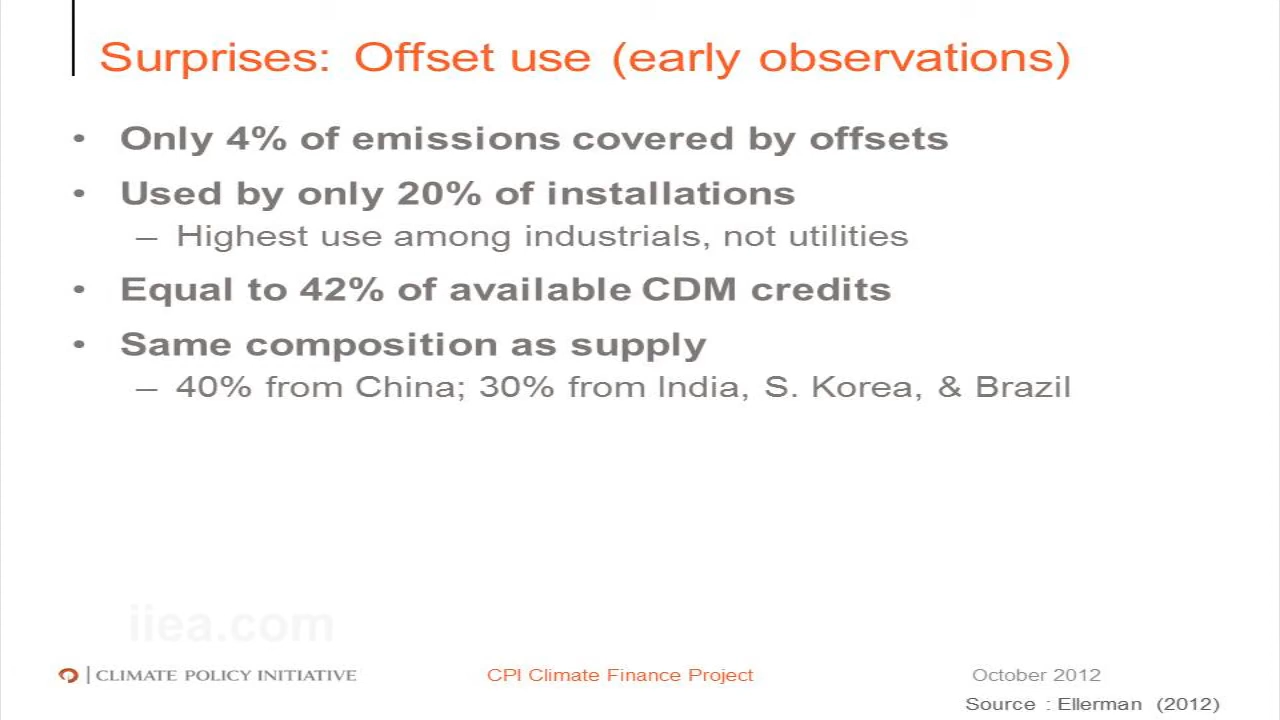 Surprises: Offset use (early observations)
• Only 4% of emissions covered by offsets
• Used by only 20% of installations
– Highest use among industrials, not utilities
• Equal to 42% of available CDM credits
• Same composition as supply
– 40% from China; 30% from India, S. Korea, & Brazil
iiea.com
CLIMATE POLICY INITIATIVE
CPI Climate Finance Project
October 2012
Source : Ellerman (2012)